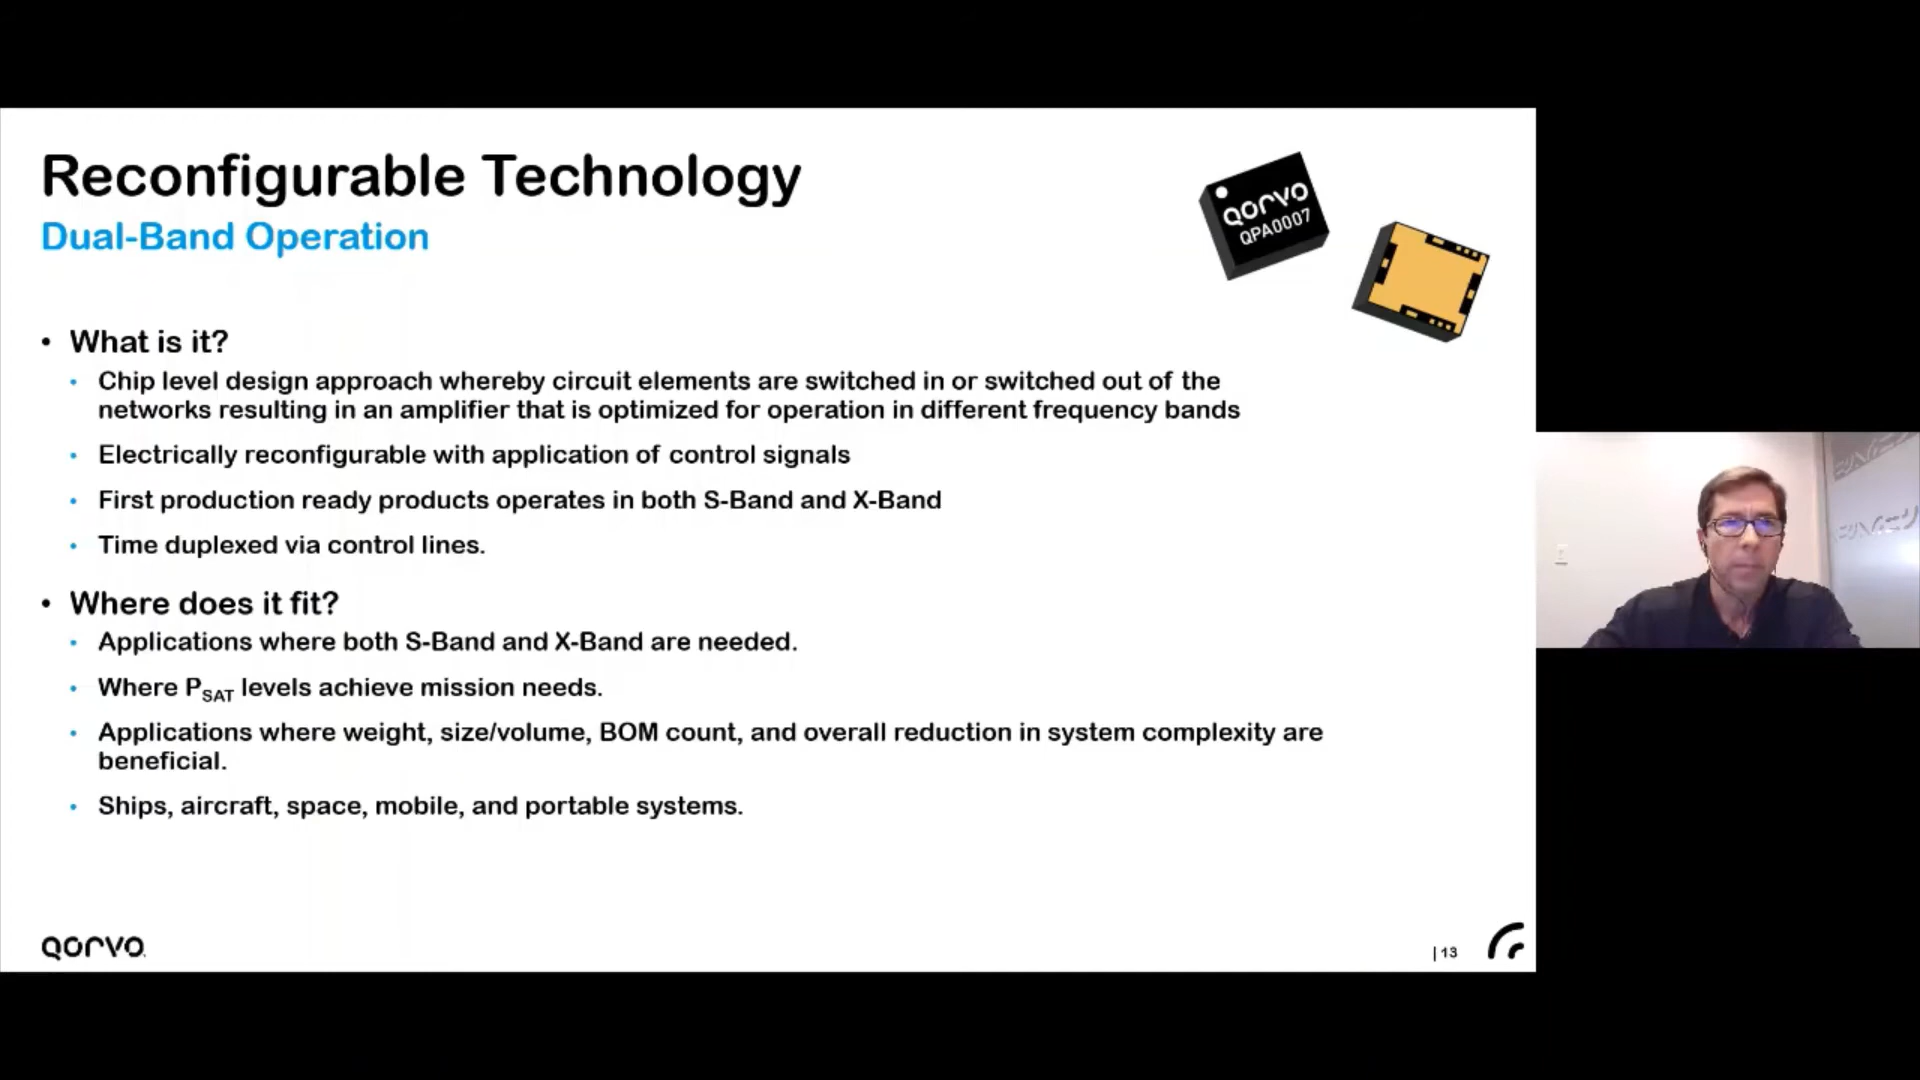 Reconfigurable Technology
Dual-Band Operation
QORVO
QPA0007
• What is it?
• Chip level design approach whereby circuit elements are switched in or switched out of the
networks resulting in an amplifier that is optimized for operation in different frequency bands
• Electrically reconfigurable with application of control signals
• First production ready products operates in both S-Band and X-Band
• Time duplexed via control lines.
• Where does it fit?
• Applications where both S-Band and X-Band are needed.
• Where PSAT levels achieve mission needs.
• Applications where weight, size/volume, BOM count, and overall reduction in system complexity are
beneficial.
• Ships, aircraft, space, mobile, and portable systems.
QORVO
| 13